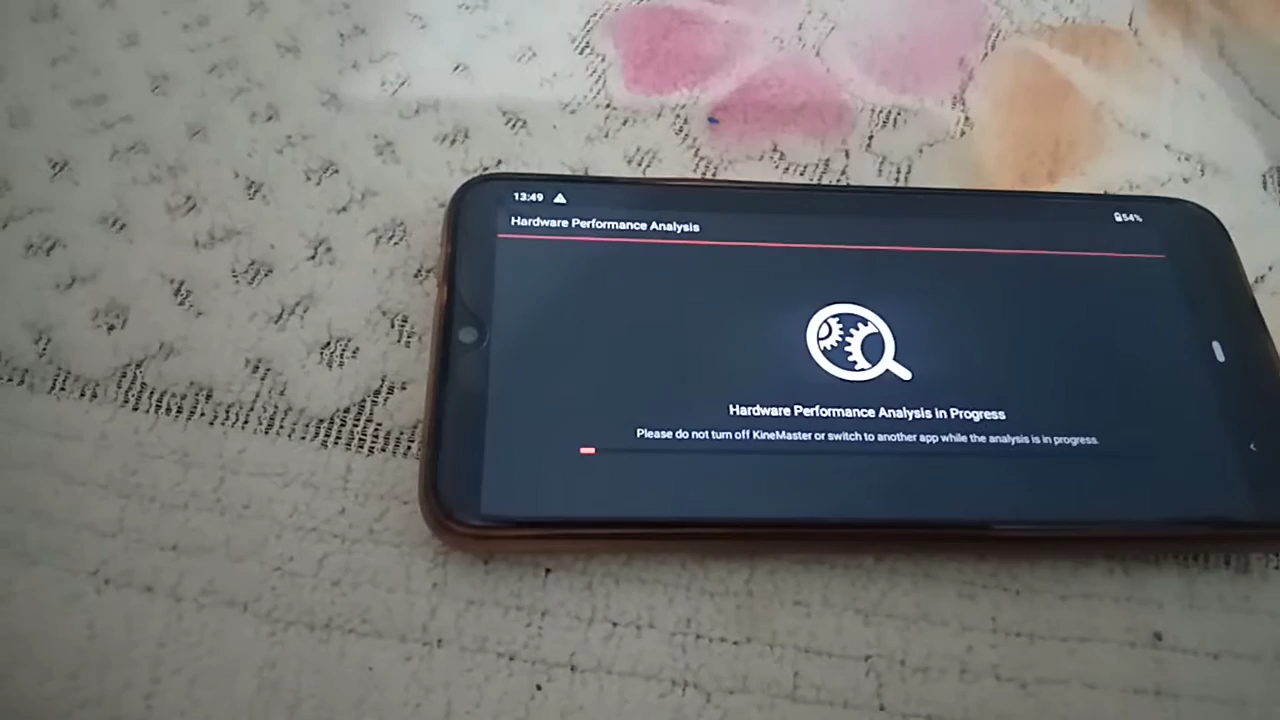 13:49
54%
Hardware Performance Analysis
Hardware Performance Analysis in Progress
Please do not turn off KineMaster or switch to another app while the analysis is in progress.